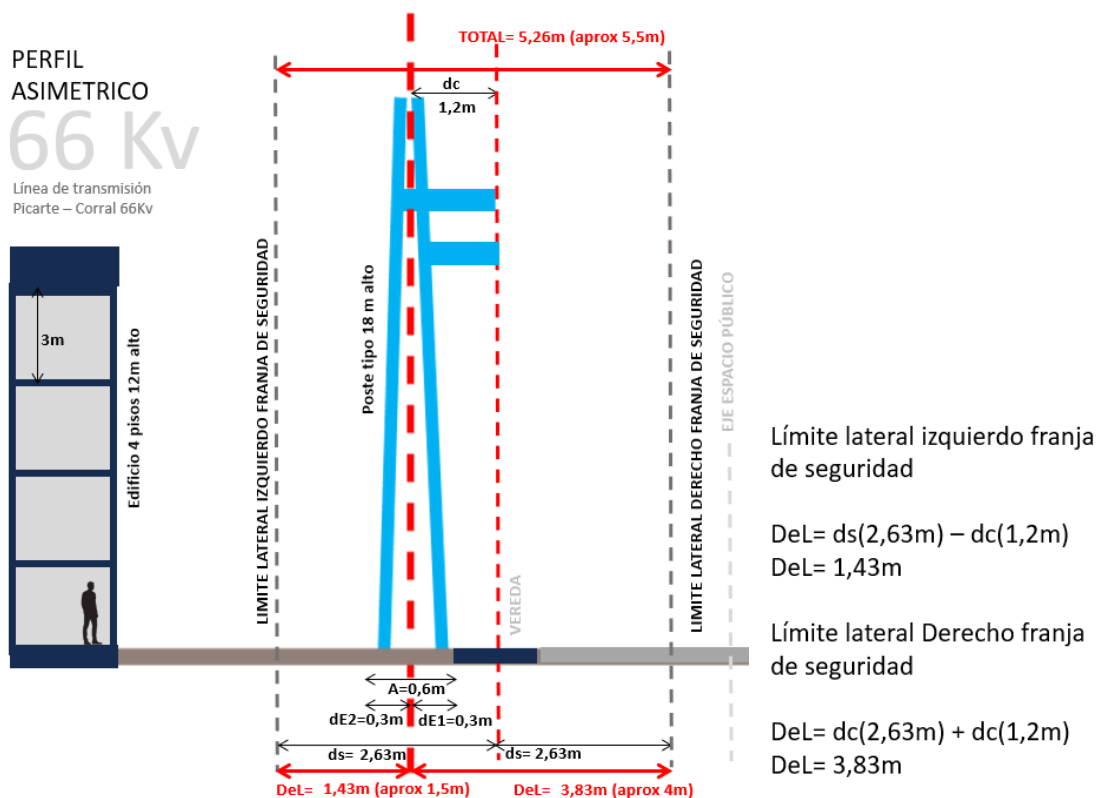 TOTAL= 5,26m (aprox 5,5m)
PERFIL
ASIMETRICO
66 Kv
Línea de transmisión
Picarte – Corral 66Kv
dc
1,2m
3m
Edificio 4 pisos 12m alto
LIMITE LATERAL IZQUIERDO FRANJA DE SEGURIDAD
Poste tipo 18 m alto
VEREDA
LIMITE LATERAL DERECHO FRANJA DE SEGURIDAD
EJE ESPACIO PÚBLICO
A=0,6m
dE2=0,3m
dE1=0,3m
ds= 2,63m
ds= 2,63m
DeL= 1,43m (aprox 1,5m)
DeL= 3,83m (aprox 4m)
Límite lateral izquierdo franja
de seguridad
DeL= ds(2,63m) – dc(1,2m)
DeL= 1,43m
Límite lateral Derecho franja
de seguridad
DeL= dc(2,63m) + dc(1,2m)
DeL= 3,83m